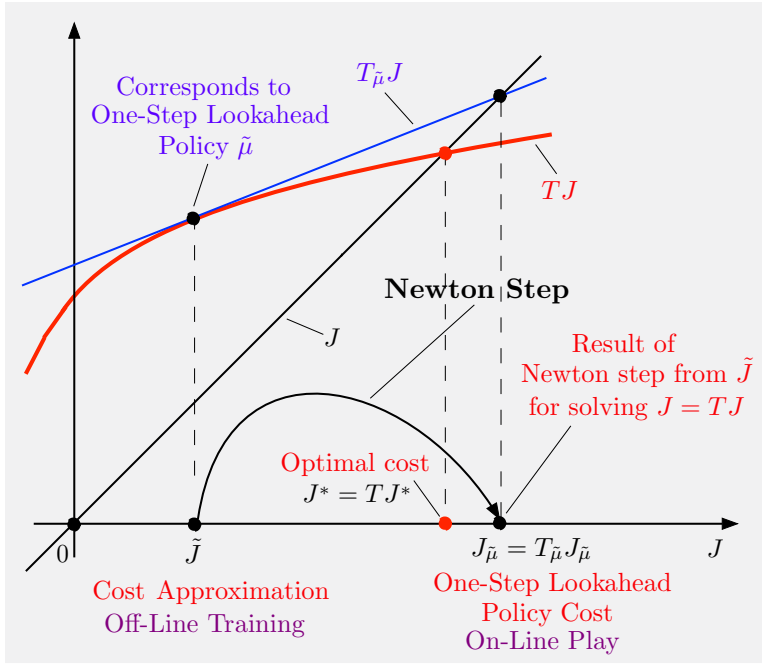 Corresponds to
One-Step Lookahead
Policy μ̃
T_μ̃ J
TJ
Newton Step
J
Result of
Newton step from J̃
for solving J = TJ
Optimal cost
J* = TJ*
0
J̃
J_μ̃ = T_μ̃ J_μ̃
J
Cost Approximation
Off-Line Training
One-Step Lookahead
Policy Cost
On-Line Play